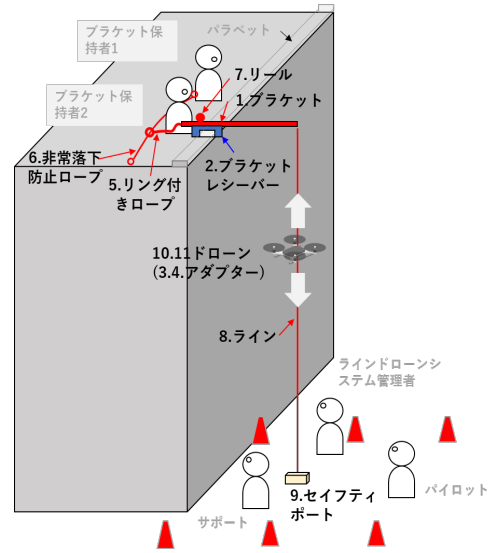 ブラケット保
持者1
パラペット
7.リール
ブラケット保
持者2
1.ブラケット
6.非常落下
防止ロープ
5.リング付
きロープ
2.ブラケット
レシーバー
10.11ドローン
(3.4.アダプター)
8.ライン
ラインドローンシ
ステム管理者
9.セイフティ
ポート
パイロット
サポート